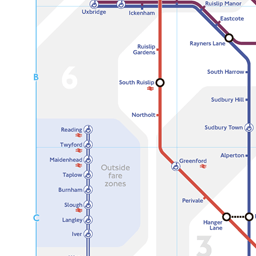 Ruislip Manor
Uxbridge
Ickenham
Eastcote
Ruislip
Gardens
Rayners Lane
B
6
South Ruislip
South Harrow
Sudbury Hill
Northolt
Reading
Sudbury Town
Twyford
Maidenhead
Outside
fare
zones
Greenford
Alperton
Taplow
Burnham
Slough
Perivale
C
Langley
Hanger
Lane
Iver
3